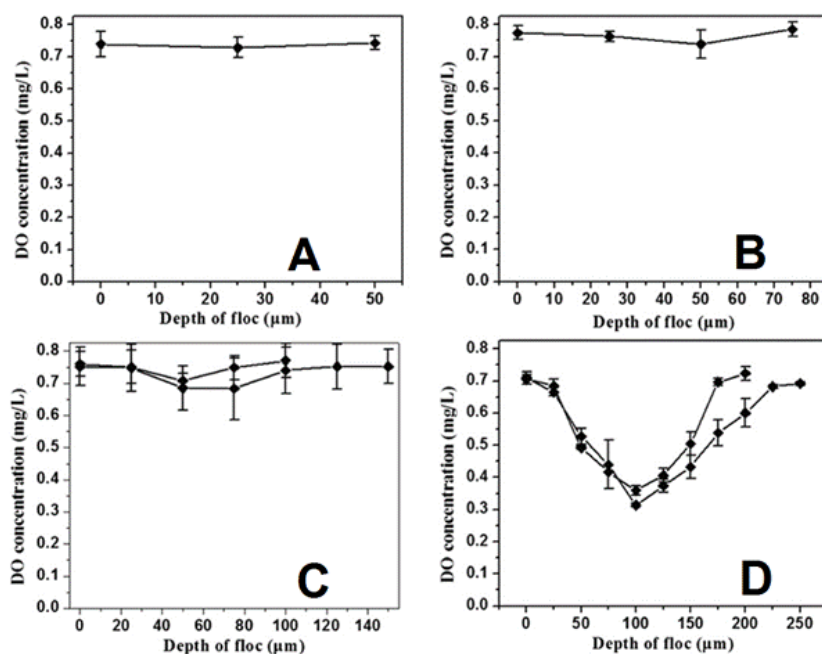 DO concentration (mg/L)
0.8
0.7
0.6
0.5
0.4
0.3
0.2
0.1
0.0
A
0 10 20 30 40 50
Depth of floc (µm)
DO concentration (mg/L)
0.8
0.7
0.6
0.5
0.4
0.3
0.2
0.1
0.0
B
0 10 20 30 40 50 60 70 80
Depth of floc (µm)
DO concentration (mg/L)
0.8
0.7
0.6
0.5
0.4
0.3
0.2
0.1
0.0
C
0 20 40 60 80 100 120 140
Depth of floc (µm)
DO concentration (mg/L)
0.8
0.7
0.6
0.5
0.4
0.3
0.2
0.1
0.0
D
0 50 100 150 200 250
Depth of floc (µm)